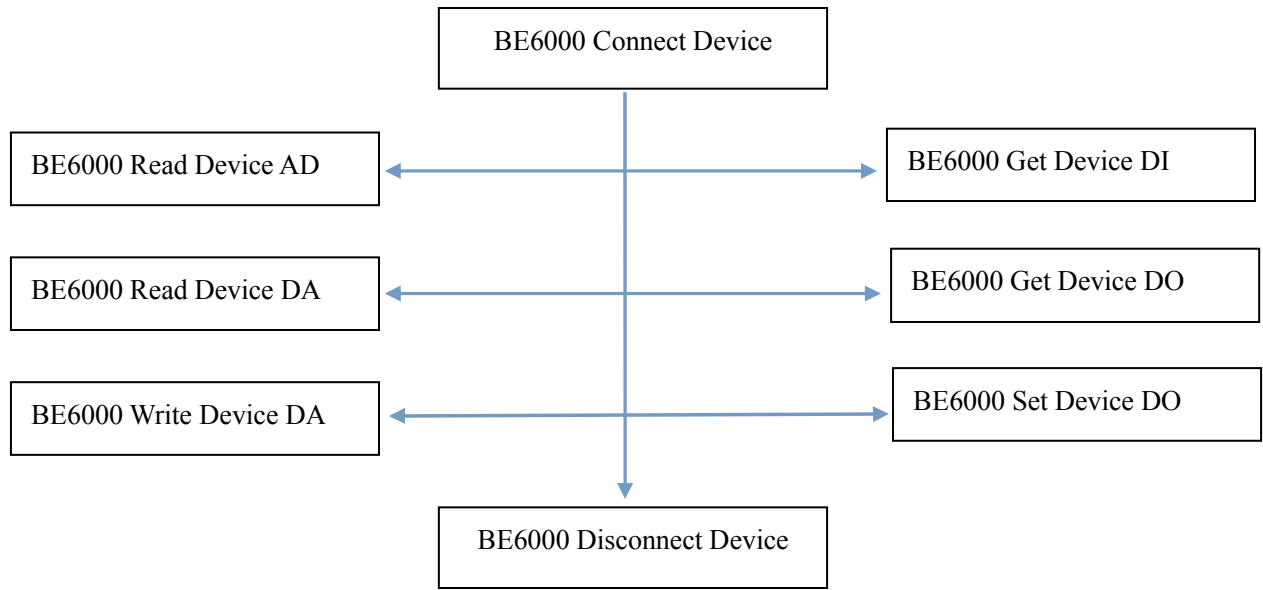 BE6000 Connect Device
BE6000 Read Device AD
BE6000 Get Device DI
BE6000 Read Device DA
BE6000 Get Device DO
BE6000 Write Device DA
BE6000 Set Device DO
BE6000 Disconnect Device